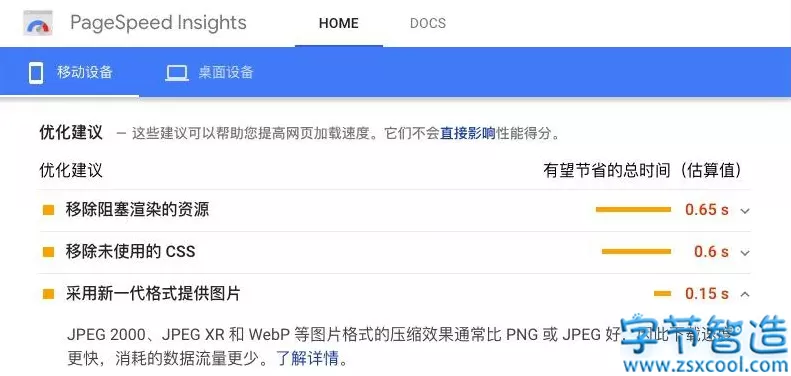 PageSpeed Insights HOME DOCS
移动设备 桌面设备
优化建议 — 这些建议可以帮助您提高网页加载速度。它们不会直接影响性能得分。
优化建议 有望节省的总时间（估算值）
移除阻塞渲染的资源 0.65 s
移除未使用的 CSS 0.6 s
采用新一代格式提供图片 0.15 s
JPEG 2000、JPEG XR 和 WebP 等图片格式的压缩效果通常比 PNG 或 JPEG 好，因此下载速度
更快，消耗的数据流量更少。了解详情。
字节智造
www.zsxcool.com